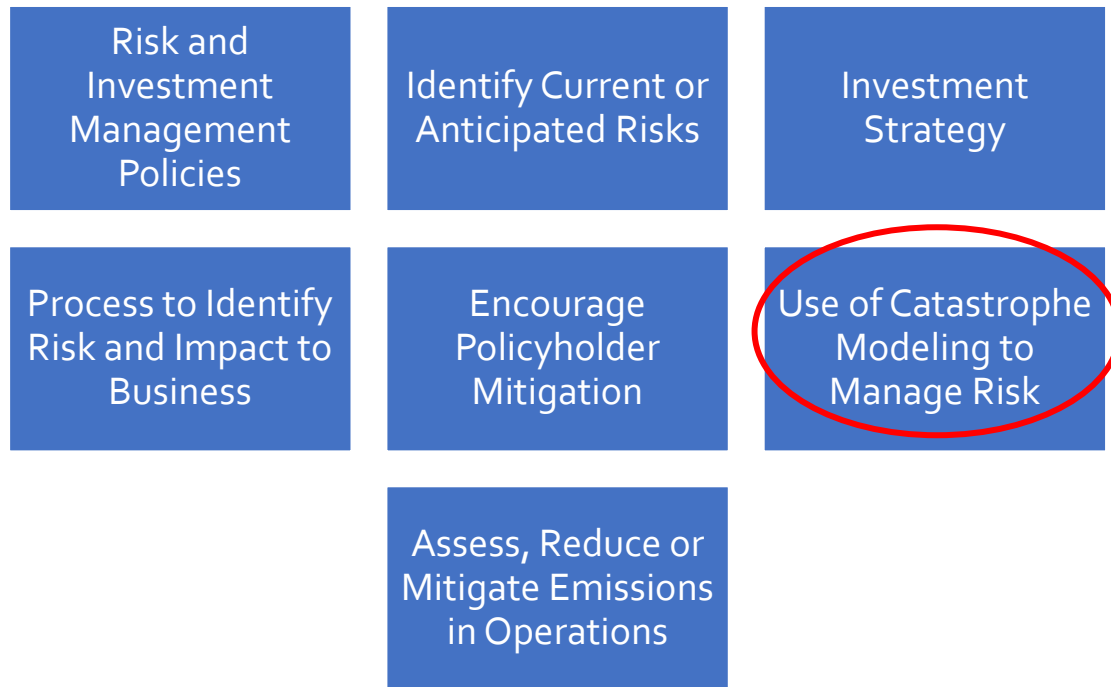 Risk and
Investment
Management
Policies
Identify Current or
Anticipated Risks
Investment
Strategy
Process to Identify
Risk and Impact to
Business
Encourage
Policyholder
Mitigation
Use of Catastrophe
Modeling to
Manage Risk
Assess, Reduce or
Mitigate Emissions
in Operations